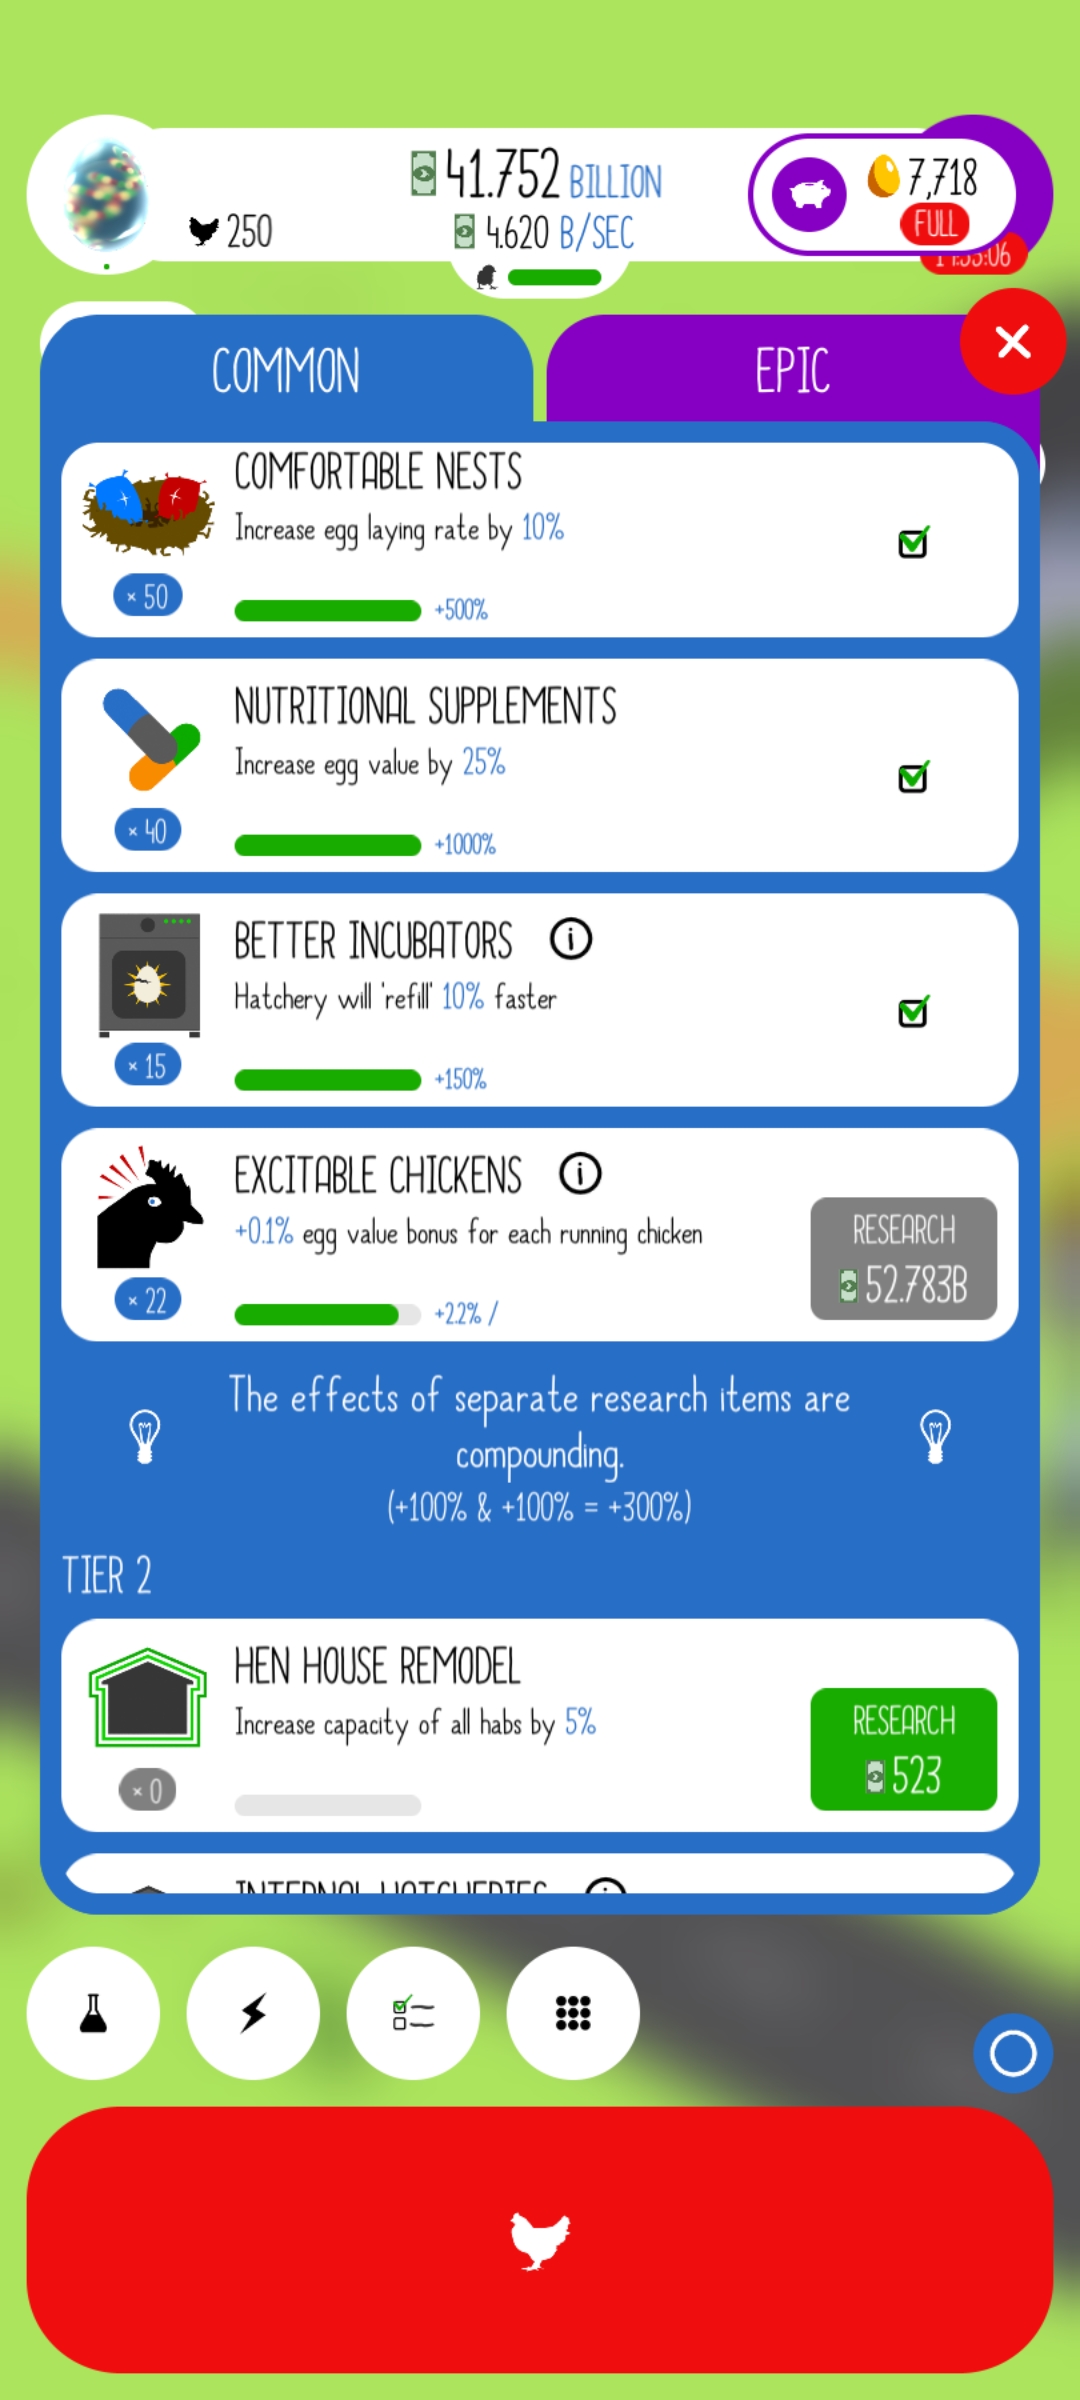 41.752 BILLION
250
4.620 B/SEC
7,718
FULL
COMMON
EPIC
COMFORTABLE NESTS
Increase egg laying rate by 10%
× 50
+500%
NUTRITIONAL SUPPLEMENTS
Increase egg value by 25%
× 40
+1000%
BETTER INCUBATORS
Hatchery will 'refill' 10% faster
× 15
+150%
EXCITABLE CHICKENS
+0.1% egg value bonus for each running chicken
RESEARCH
52.783B
× 22
+2.2% /
The effects of separate research items are
compounding.
(+100% & +100% = +300%)
TIER 2
HEN HOUSE REMODEL
Increase capacity of all habs by 5%
RESEARCH
523
× 0
INTERNAL HATCHERIES